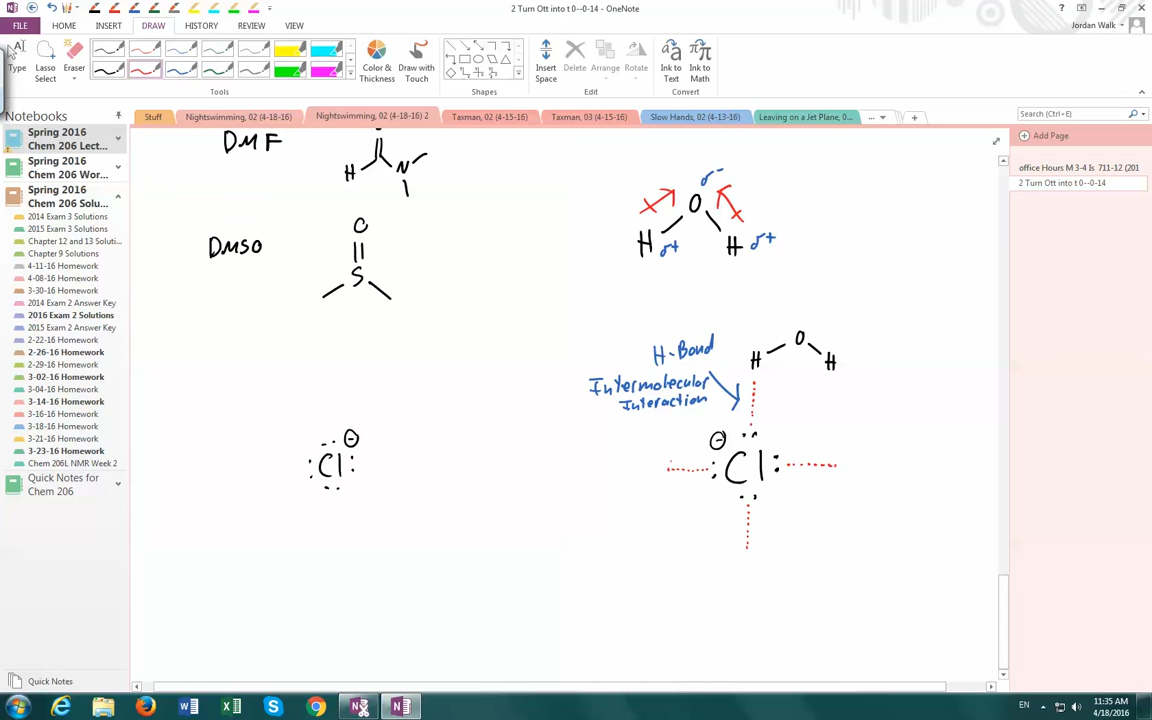 2 Turn Ott into t 0--0-14 - OneNote
Jordan Walk
FILE HOME INSERT DRAW HISTORY REVIEW VIEW
Type
Lasso Select
Eraser
Color & Thickness
Draw with Touch
Insert Space
Delete
Arrange
Rotate
Ink to Text
Ink to Math
Tools
Shapes
Edit
Convert
Notebooks
Stuff
Nightswimming, 02 (4-18-16)
Nightswimming, 02 (4-18-16) 2
Taxman, 02 (4-15-16)
Taxman, 03 (4-15-16)
Slow Hands, 02 (4-13-16)
Leaving on a Jet Plane, 0...
...
Search (Ctrl+E)
Spring 2016
Chem 206 Lect...
Spring 2016
Chem 206 Wor...
Spring 2016
Chem 206 Solu...
2014 Exam 3 Solutions
2015 Exam 3 Solutions
Chapter 12 and 13 Soluti...
Chapter 9 Solutions
4-11-16 Homework
4-08-16 Homework
3-30-16 Homework
2014 Exam 2 Answer Key
2016 Exam 2 Solutions
2015 Exam 2 Answer Key
2-22-16 Homework
2-26-16 Homework
2-29-16 Homework
3-02-16 Homework
3-04-16 Homework
3-14-16 Homework
3-16-16 Homework
3-18-16 Homework
3-21-16 Homework
3-23-16 Homework
Chem 206L NMR Week 2
Quick Notes for
Chem 206
Quick Notes
Add Page
office Hours M 3-4 Is 711-12 (201
2 Turn Ott into t 0--0-14
DMF
H N
DMSO
O
S
δ-
O
H δ+ H δ+
H-Bond
Intermolecular
Interaction
O
H H
Cl
Cl
EN
11:35 AM
4/18/2016